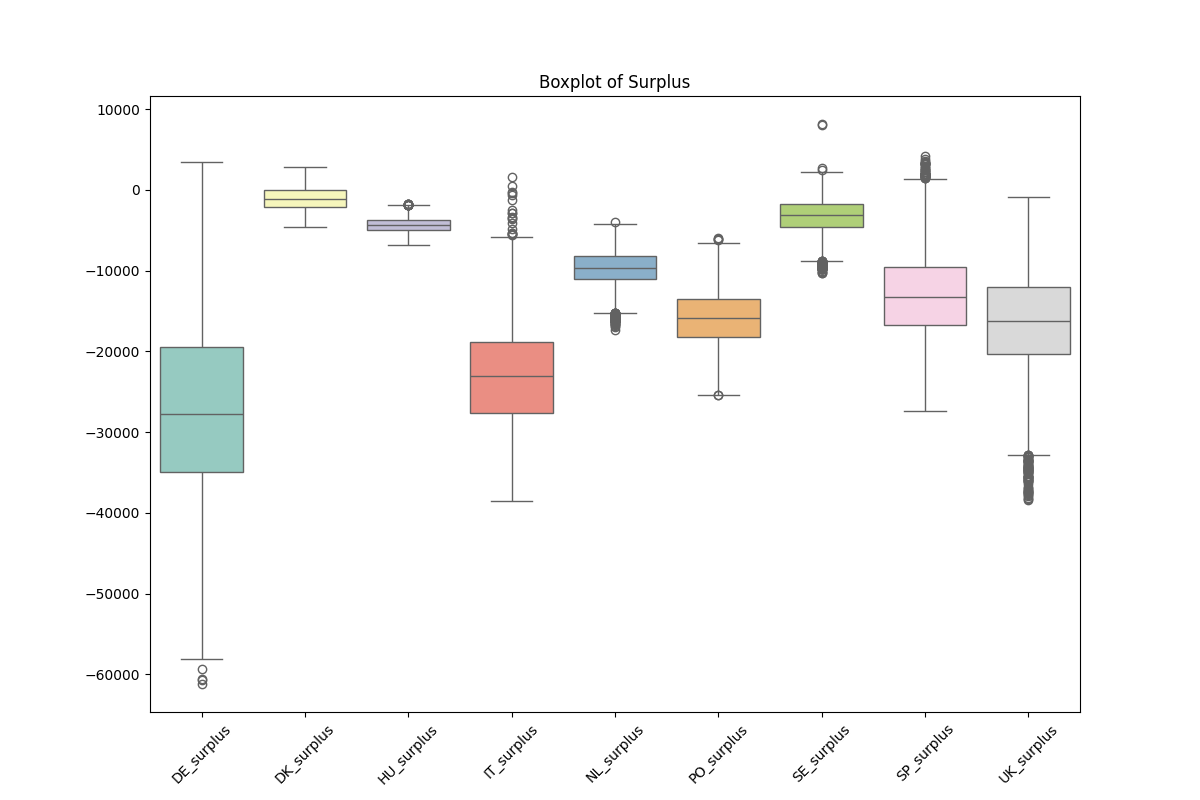 Boxplot of Surplus
10000
0
−10000
−20000
−30000
−40000
−50000
−60000
DE_surplus
DK_surplus
HU_surplus
IT_surplus
NL_surplus
PO_surplus
SE_surplus
SP_surplus
UK_surplus